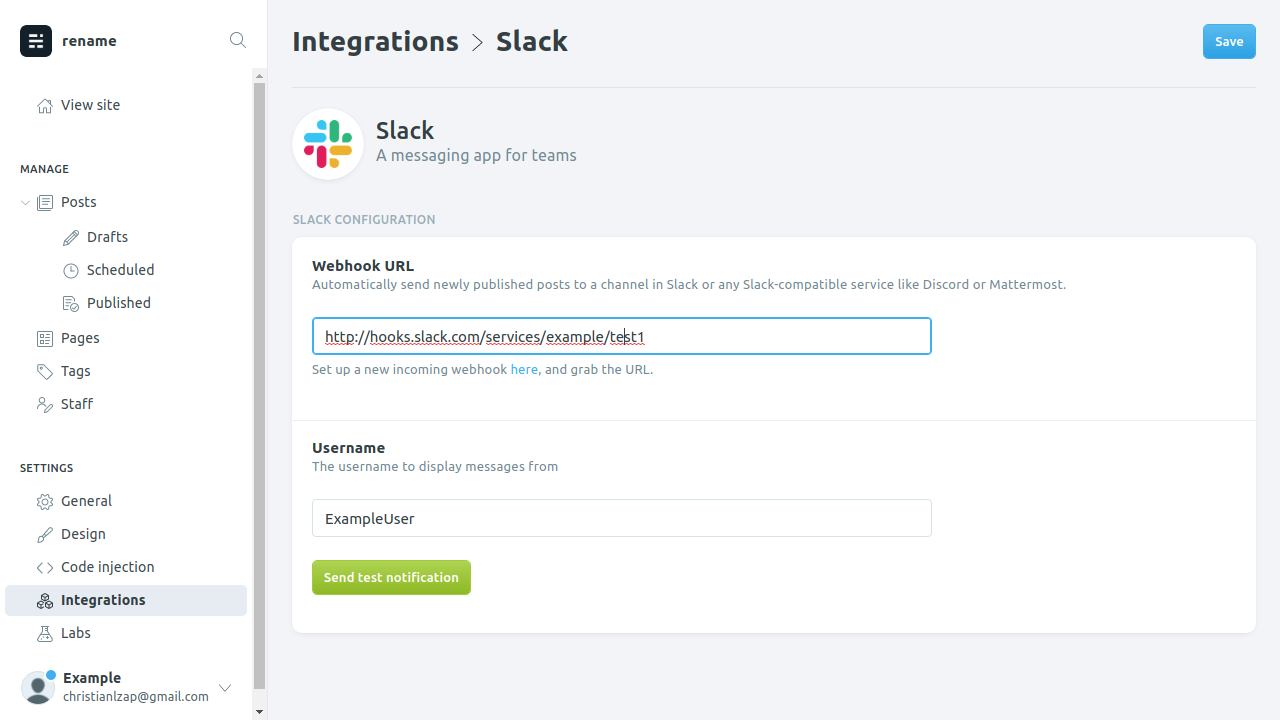 rename
View site
MANAGE
Posts
Drafts
Scheduled
Published
Pages
Tags
Staff
SETTINGS
General
Design
Code injection
Integrations
Labs
Example
christianlzap@gmail.com
Integrations > Slack
Save
Slack
A messaging app for teams
SLACK CONFIGURATION
Webhook URL
Automatically send newly published posts to a channel in Slack or any Slack-compatible service like Discord or Mattermost.
http://hooks.slack.com/services/example/test1
Set up a new incoming webhook here, and grab the URL.
Username
The username to display messages from
ExampleUser
Send test notification